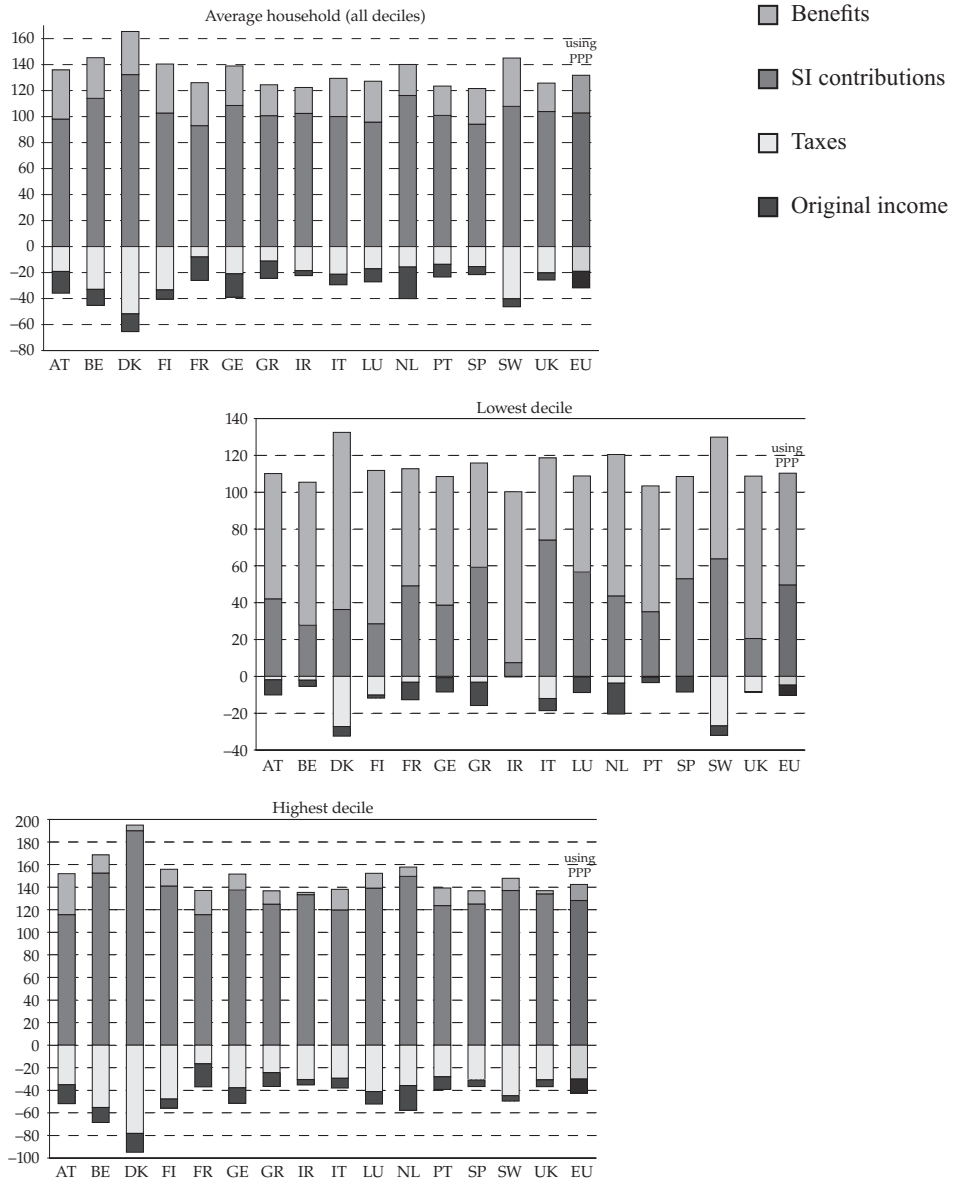 Average household (all deciles)
Benefits
SI contributions
Taxes
Original income
using
PPP
160
140
120
100
80
60
40
20
0
–20
–40
–60
–80
AT BE DK FI FR GE GR IR IT LU NL PT SP SW UK EU
Lowest decile
using
PPP
140
120
100
80
60
40
20
0
–20
–40
AT BE DK FI FR GE GR IR IT LU NL PT SP SW UK EU
Highest decile
using
PPP
200
180
160
140
120
100
80
60
40
20
0
–20
–40
–60
–80
–100
AT BE DK FI FR GE GR IR IT LU NL PT SP SW UK EU